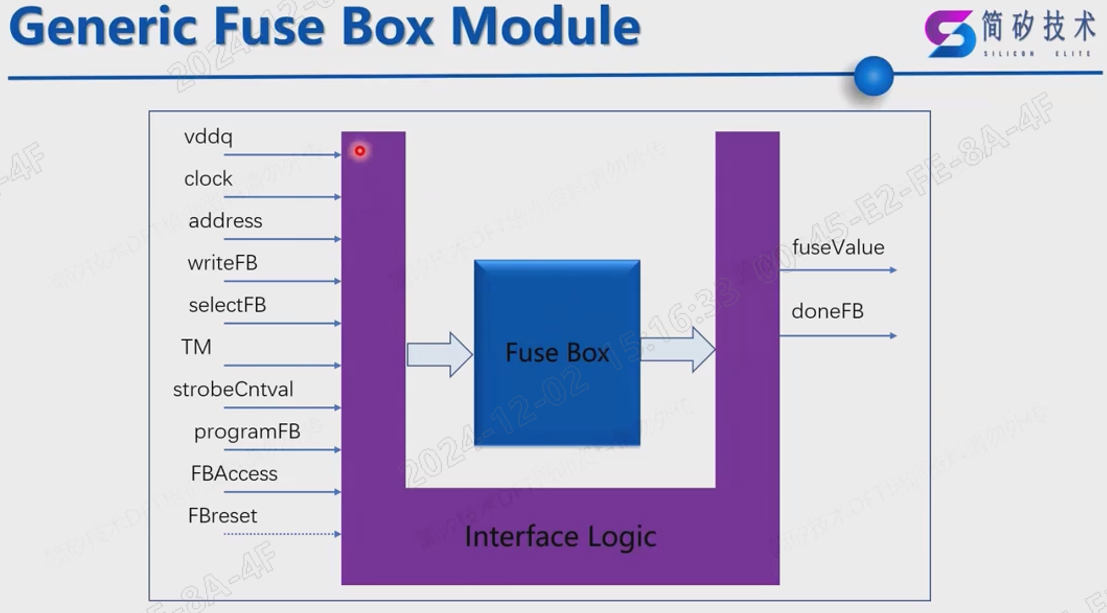 Generic Fuse Box Module
简矽技术
SILICON ELITE
vddq
clock
address
writeFB
selectFB
TM
strobeCntval
programFB
FBAccess
FBreset
Fuse Box
fuseValue
doneFB
Interface Logic
2024-12-02 15:16:33 00-45-E2-FE-8A-4F